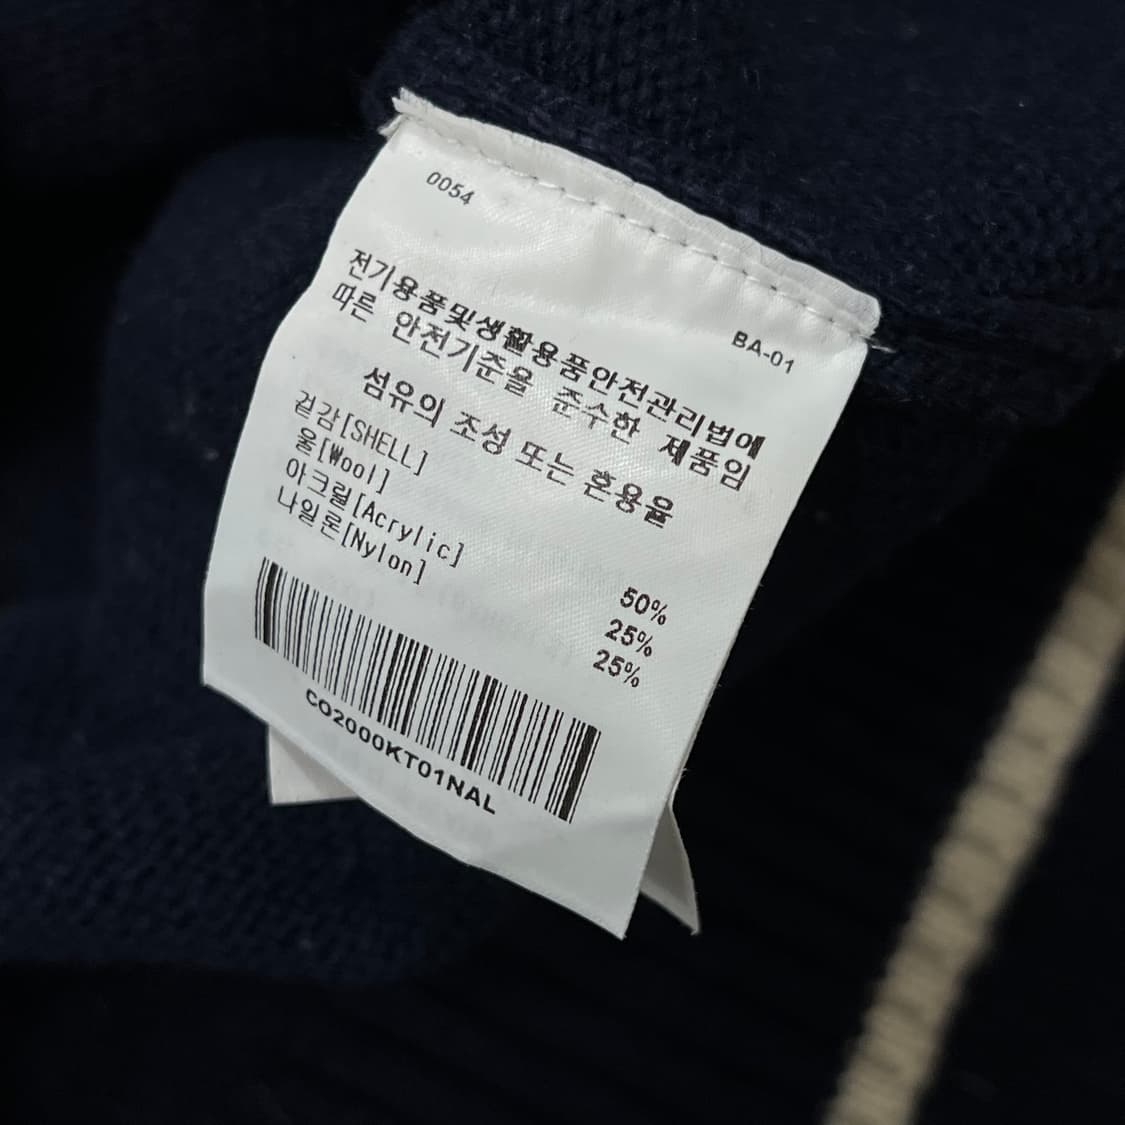 0054
BA-01
전기용품및생활용품안전관리법에
따른 안전기준을 준수한 제품임
섬유의 조성 또는 혼용율
겉감[SHELL]
울[Wool] 50%
아크릴[Acrylic] 25%
나일론[Nylon] 25%
CO2000KT01NAL